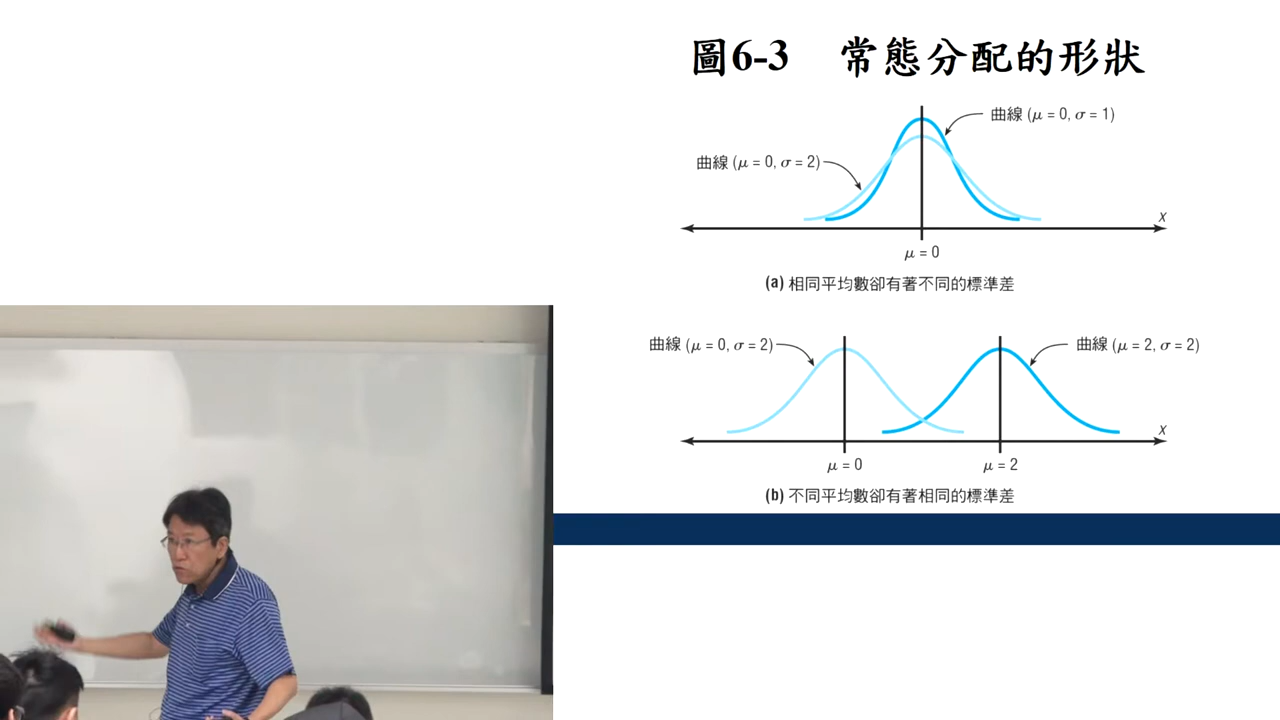 圖6-3 常態分配的形狀
曲線 (μ = 0, σ = 1)
曲線 (μ = 0, σ = 2)
x
μ = 0
(a) 相同平均數卻有著不同的標準差
曲線 (μ = 0, σ = 2)
曲線 (μ = 2, σ = 2)
x
μ = 0
μ = 2
(b) 不同平均數卻有著相同的標準差